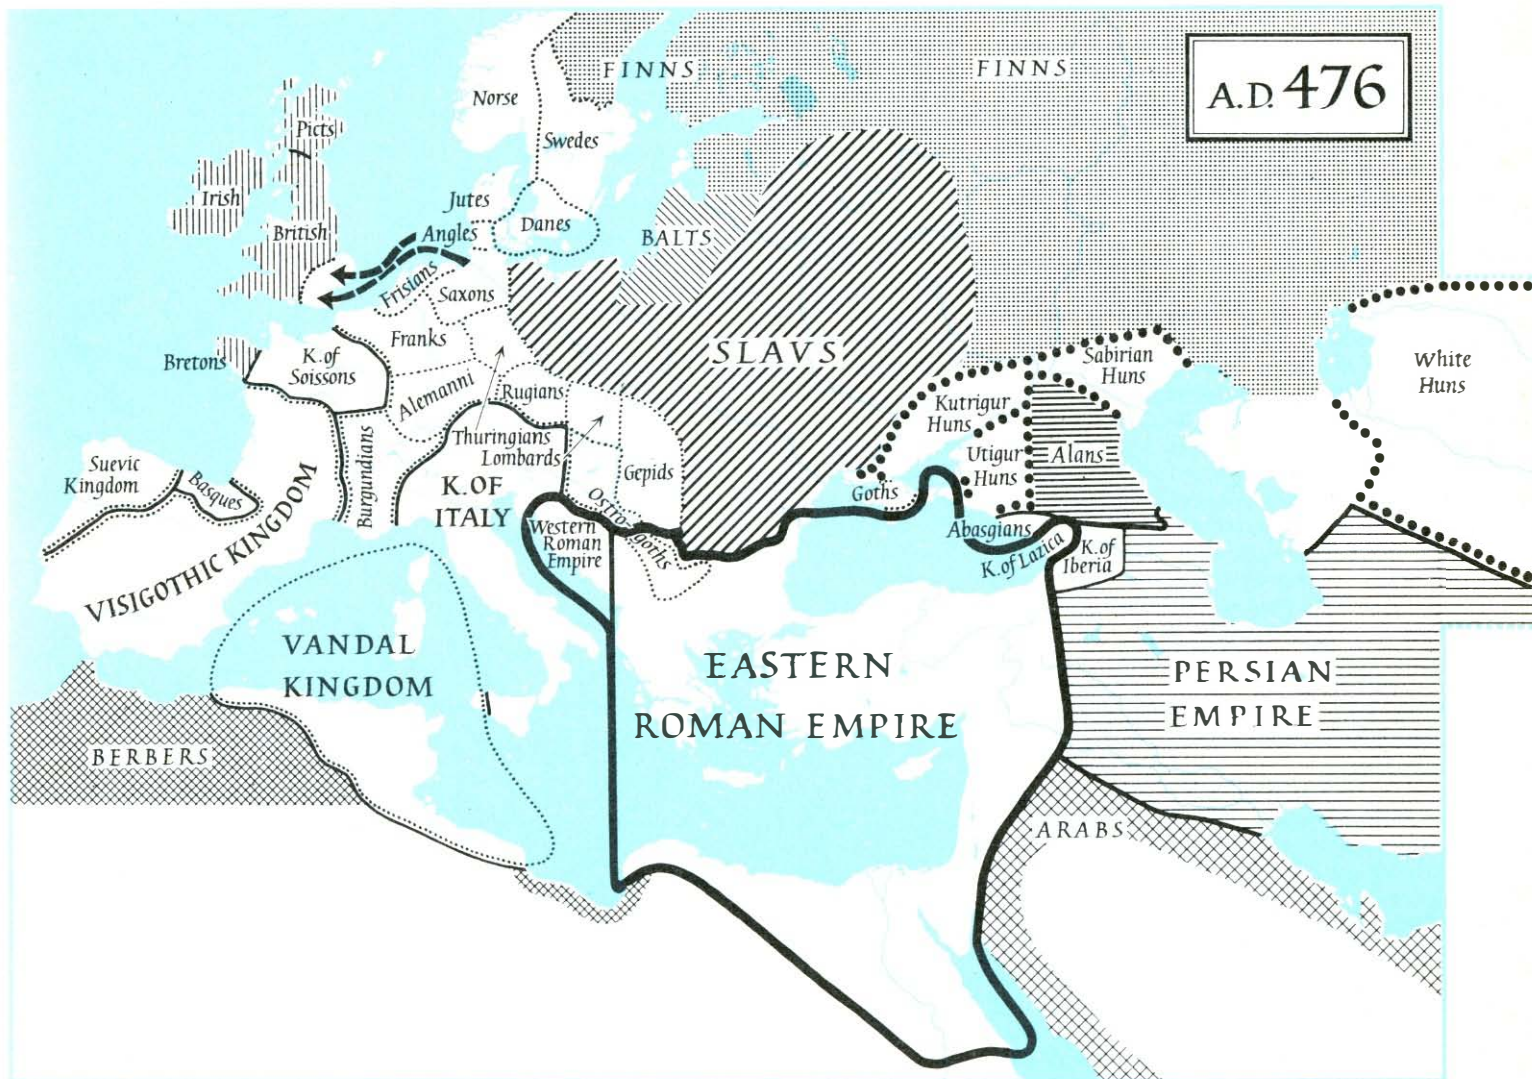 FINNS
FINNS
A.D. 476
Norse
Picts
Swedes
Irish
Jutes
Danes
British
Angles
BALTS
Frisians
Saxons
Franks
SLAVS
Bretons
K. of
Soissons
Sabirian
Huns
White
Huns
Alemanni
Rugians
Kutrigur
Huns
Thuringians
Lombards
Utigur
Huns
Alans
Suevic
Kingdom
Basques
Burgundians
Gepids
K. OF
ITALY
Goths
Ostro-goths
VISIGOTHIC KINGDOM
Western
Roman
Empire
Abasgians
K. of Lazica
K. of
Iberia
VANDAL
KINGDOM
EASTERN
ROMAN EMPIRE
PERSIAN
EMPIRE
BERBERS
ARABS